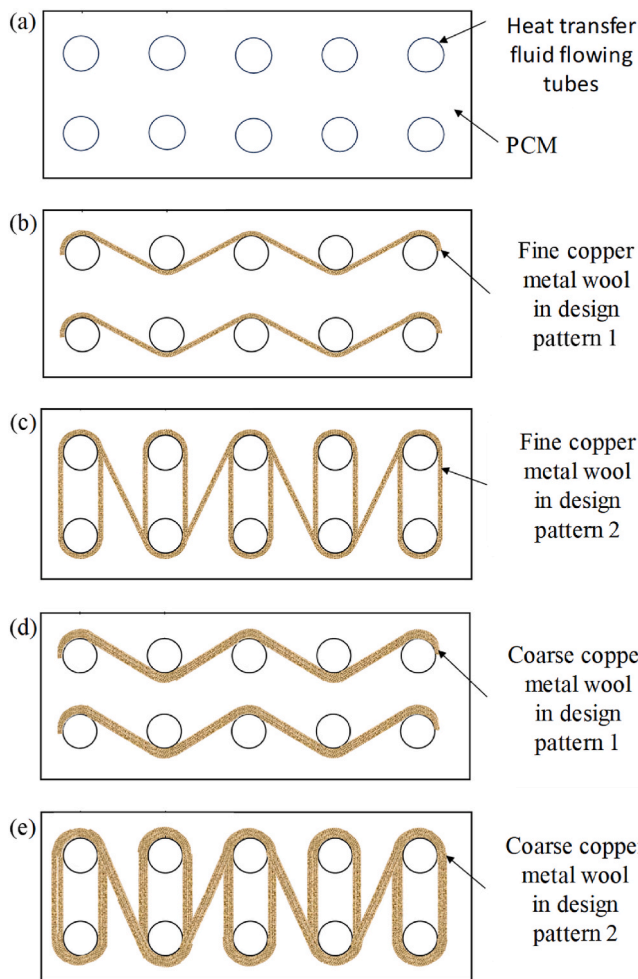 (a)
Heat transfer
fluid flowing
tubes
PCM
(b)
Fine copper
metal wool
in design
pattern 1
(c)
Fine copper
metal wool
in design
pattern 2
(d)
Coarse coppe
metal wool
in design
pattern 1
(e)
Coarse coppe
metal wool
in design
pattern 2